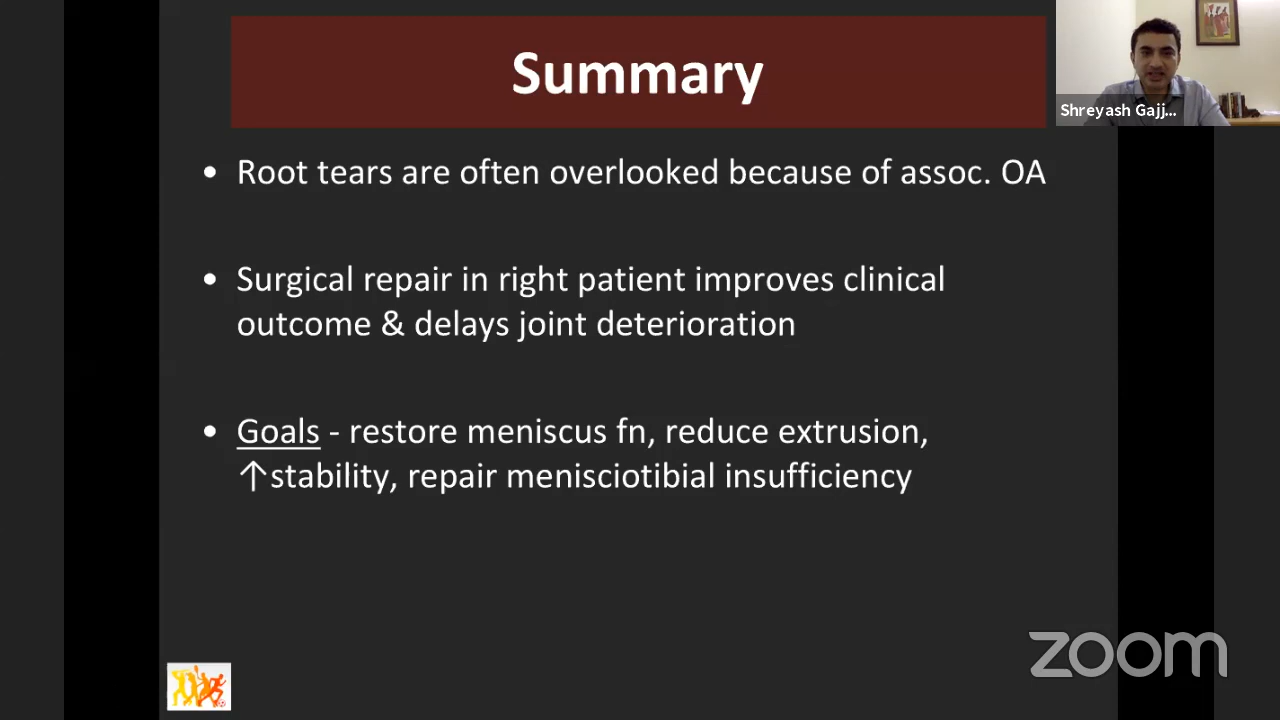 Summary
Shreyash Gajj...
• Root tears are often overlooked because of assoc. OA
• Surgical repair in right patient improves clinical
outcome & delays joint deterioration
• Goals - restore meniscus fn, reduce extrusion,
↑stability, repair menisciotibial insufficiency
zoom